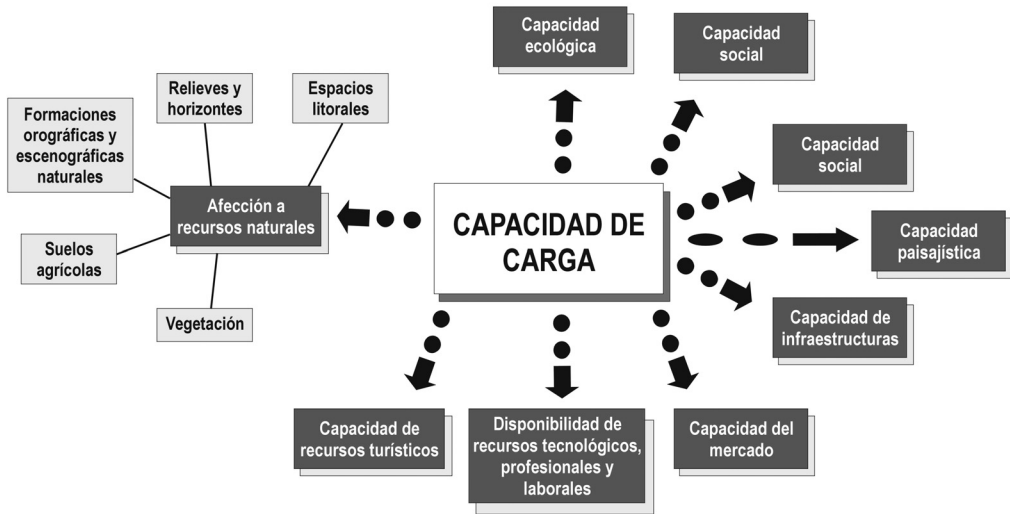 Capacidad
ecológica
Capacidad
social
Relieves y
horizontes
Espacios
litorales
Formaciones
orográficas y
escenográficas
naturales
Capacidad
social
Afección a
recursos naturales
CAPACIDAD DE
CARGA
Capacidad
paisajística
Suelos
agrícolas
Vegetación
Capacidad de
infraestructuras
Capacidad de
recursos turísticos
Disponibilidad de
recursos tecnológicos,
profesionales y
laborales
Capacidad del
mercado